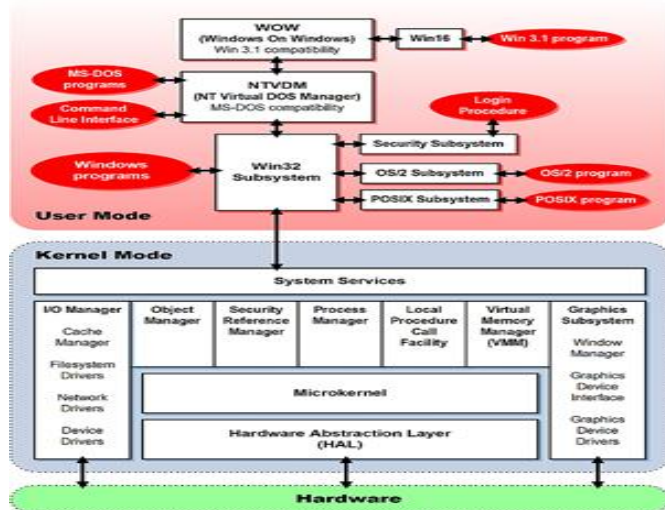 WOW
(Windows On Windows)
Win 3.1 compatibility
Win16
Win 3.1 program
MS-DOS
programs
NTVDM
(NT Virtual DOS Manager)
MS-DOS compatibility
Command
Line Interface
Login
Procedure
Windows
programs
Win32
Subsystem
Security Subsystem
OS/2 Subsystem
OS/2 program
POSIX Subsystem
POSIX program
User Mode
Kernel Mode
System Services
I/O Manager
Cache
Manager
Filesystem
Drivers
Network
Drivers
Device
Drivers
Object
Manager
Security
Reference
Manager
Process
Manager
Local
Procedure
Call
Facility
Virtual
Memory
Manager
(VMM)
Graphics
Subsystem
Window
Manager
Graphics
Device
Interface
Graphics
Device
Drivers
Microkernel
Hardware Abstraction Layer
(HAL)
Hardware